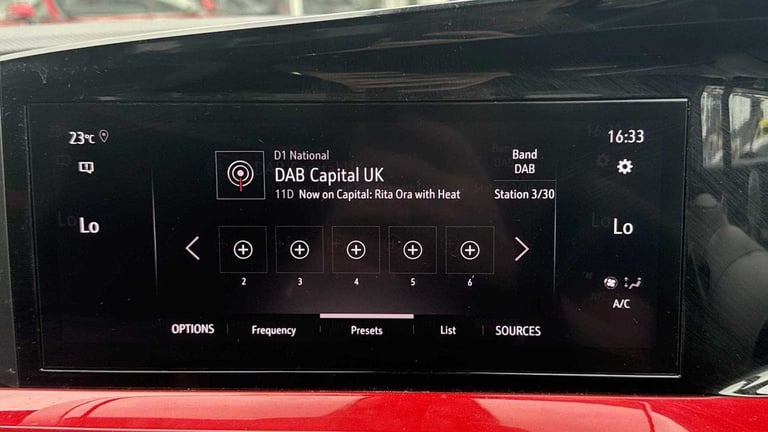 23°C
16:33
D1 National
DAB Capital UK
11D Now on Capital: Rita Ora with Heat
Band
DAB
Station 3/30
Lo
Lo
2
3
4
5
6
A/C
OPTIONS
Frequency
Presets
List
SOURCES